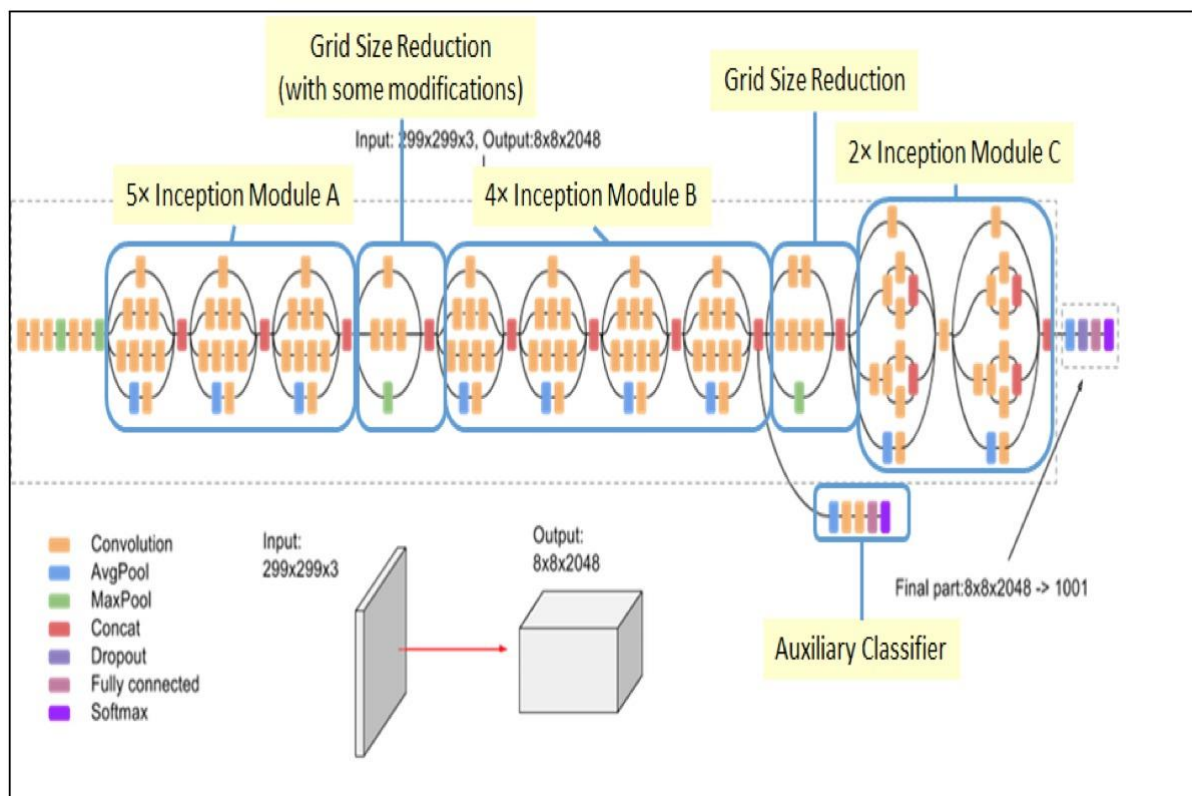 Grid Size Reduction
(with some modifications)
Grid Size Reduction
Input: 299x299x3, Output:8x8x2048
2× Inception Module C
5× Inception Module A
4× Inception Module B
Convolution
AvgPool
MaxPool
Concat
Dropout
Fully connected
Softmax
Input:
299x299x3
Output:
8x8x2048
Final part:8x8x2048 -> 1001
Auxiliary Classifier